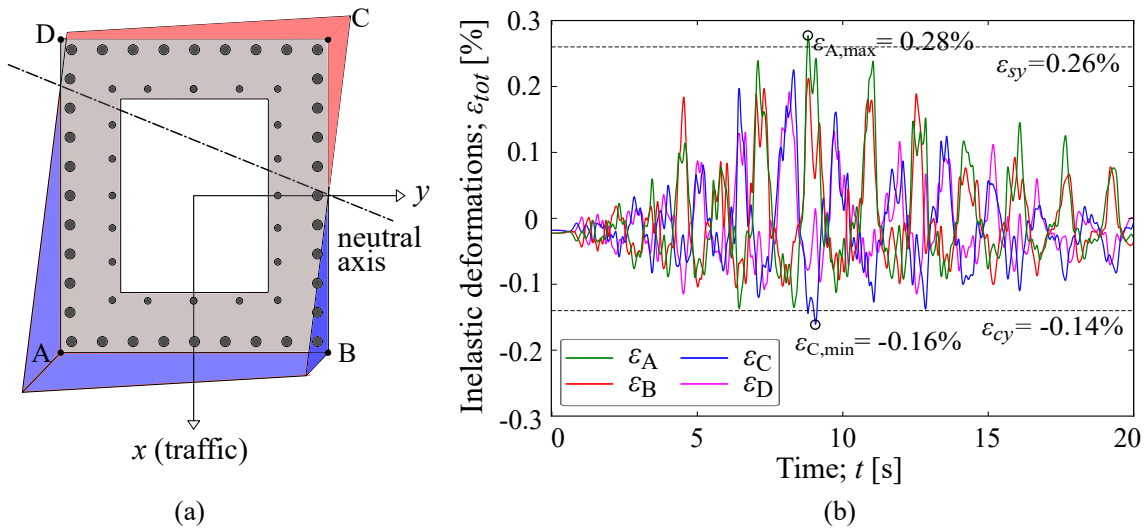 D
C
A
B
y
neutral
axis
x (traffic)
(a)
Inelastic deformations; εtot [%]
0.3
0.2
0.1
0
-0.1
-0.2
-0.3
εA,max= 0.28%
εsy=0.26%
εcy= -0.14%
εC,min= -0.16%
εA
εC
εB
εD
0 5 10 15 20
Time; t [s]
(b)